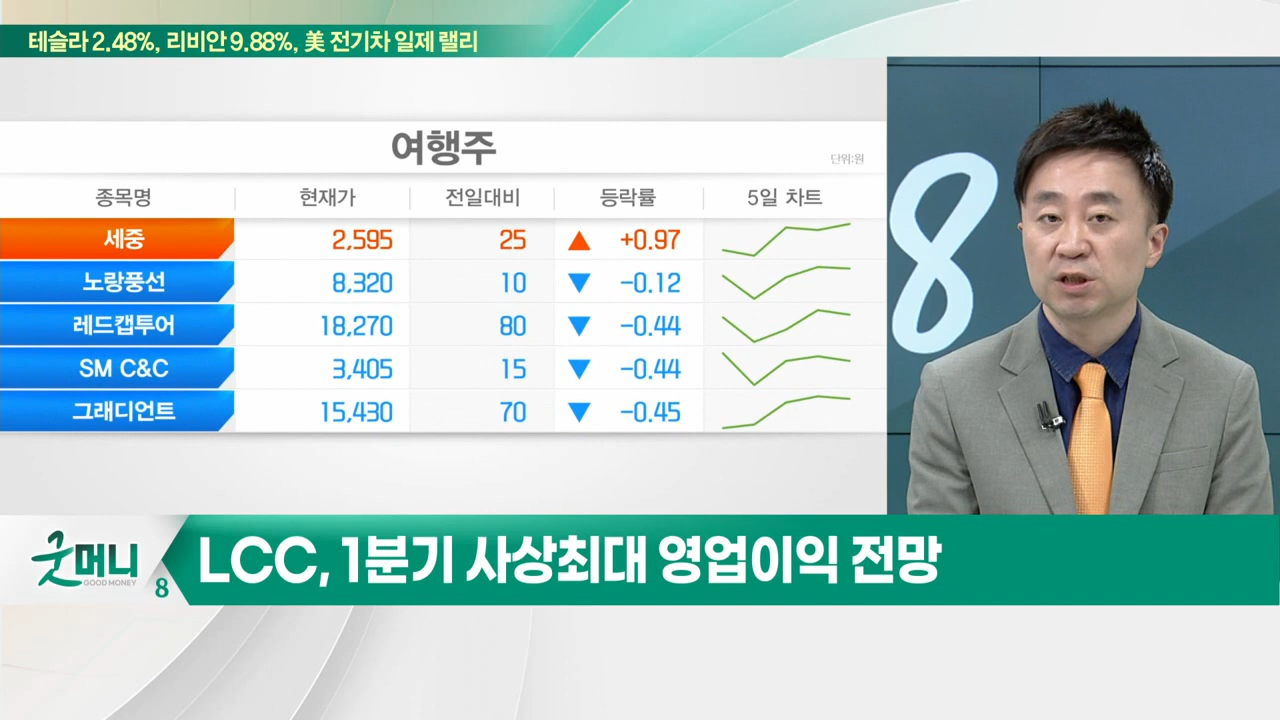 테슬라 2.48%, 리비안 9.88%, 美 전기차 일제 랠리
여행주
단위:원
종목명 현재가 전일대비 등락률 5일 차트
세중 2,595 25 ▲ +0.97
노랑풍선 8,320 10 ▼ -0.12
레드캡투어 18,270 80 ▼ -0.44
SM C&C 3,405 15 ▼ -0.44
그래디언트 15,430 70 ▼ -0.45
8
굿머니
GOOD MONEY
8
LCC, 1분기 사상최대 영업이익 전망